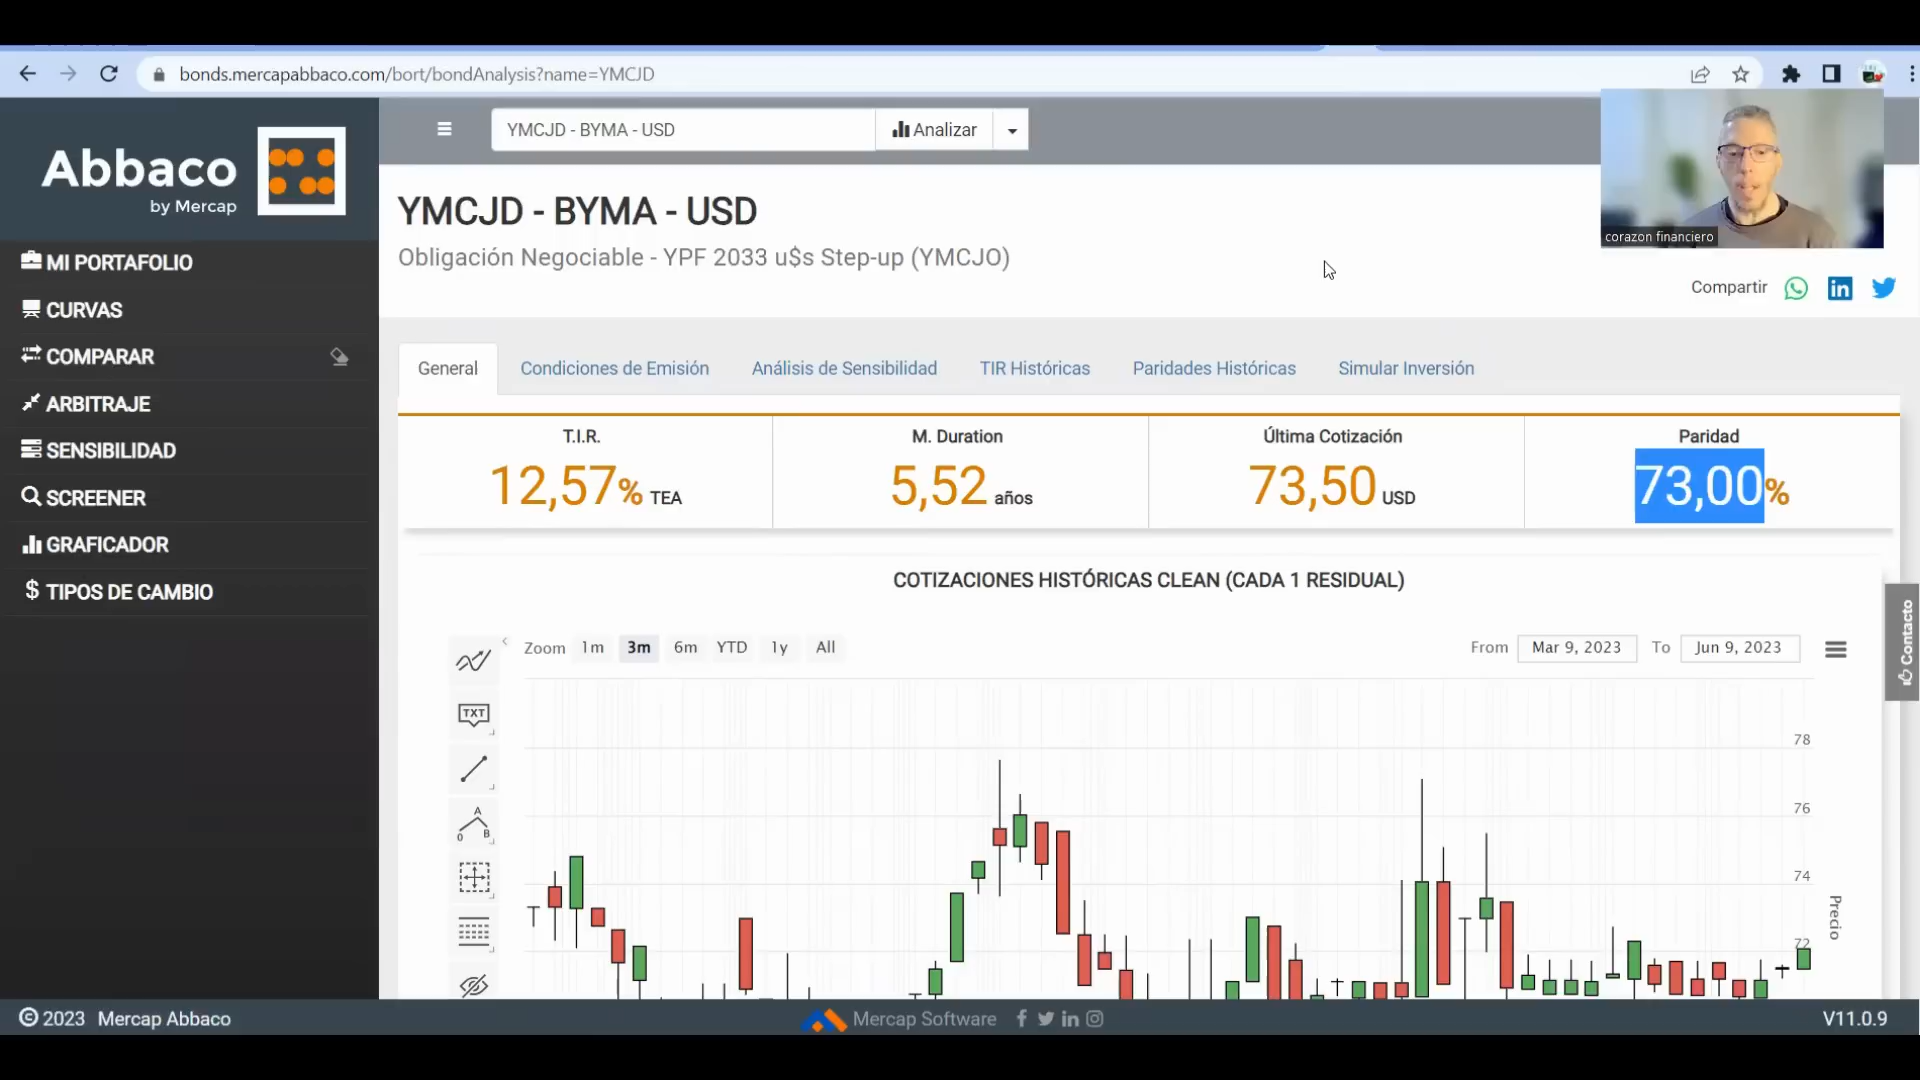 bonds.mercapabbaco.com/bort/bondAnalysis?name=YMCJD
Abbaco
by Mercap
YMCJD - BYMA - USD
Analizar
corazon financiero
YMCJD - BYMA - USD
Obligación Negociable - YPF 2033 u$s Step-up (YMCJO)
Compartir
MI PORTAFOLIO
CURVAS
COMPARAR
ARBITRAJE
SENSIBILIDAD
SCREENER
GRAFICADOR
TIPOS DE CAMBIO
General
Condiciones de Emisión
Análisis de Sensibilidad
TIR Históricas
Paridades Históricas
Simular Inversión
T.I.R.
12,57% TEA
M. Duration
5,52 años
Última Cotización
73,50 USD
Paridad
73,00%
COTIZACIONES HISTÓRICAS CLEAN (CADA 1 RESIDUAL)
Zoom 1m 3m 6m YTD 1y All
From Mar 9, 2023 To Jun 9, 2023
Contacto
TXT
A
0 B
78
76
74
72
Precio
© 2023 Mercap Abbaco
Mercap Software
V11.0.9